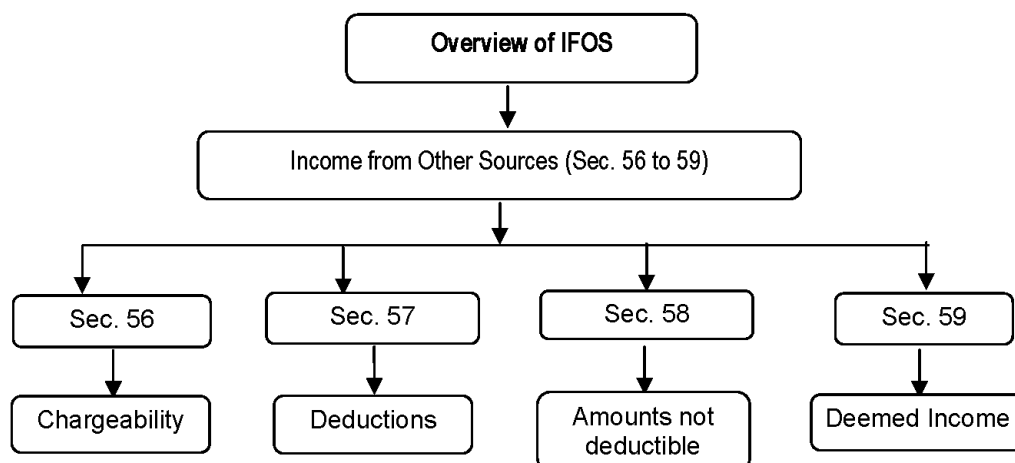 Overview of IFOS
Income from Other Sources (Sec. 56 to 59)
Sec. 56
Sec. 57
Sec. 58
Sec. 59
Chargeability
Deductions
Amounts not
deductible
Deemed Income